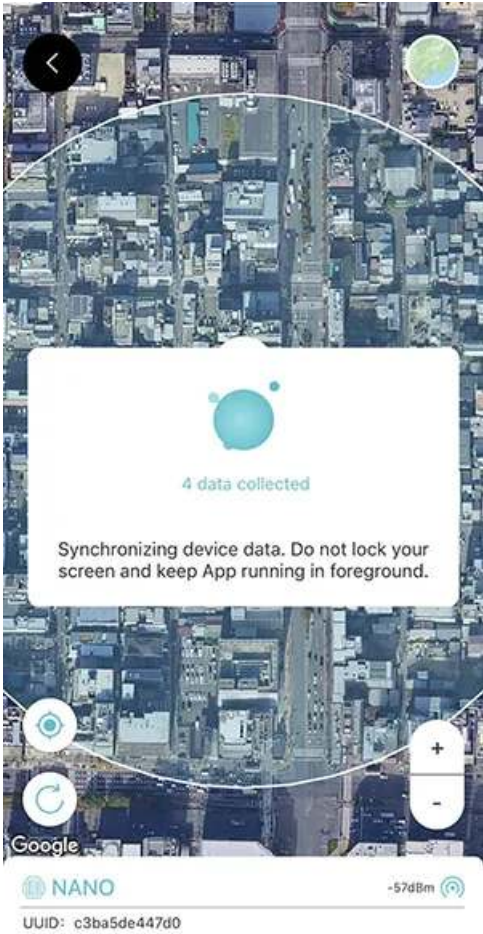 4 data collected
Synchronizing device data. Do not lock your
screen and keep App running in foreground.
+
-
Google
NANO
-57dBm
UUID: c3ba5de447d0